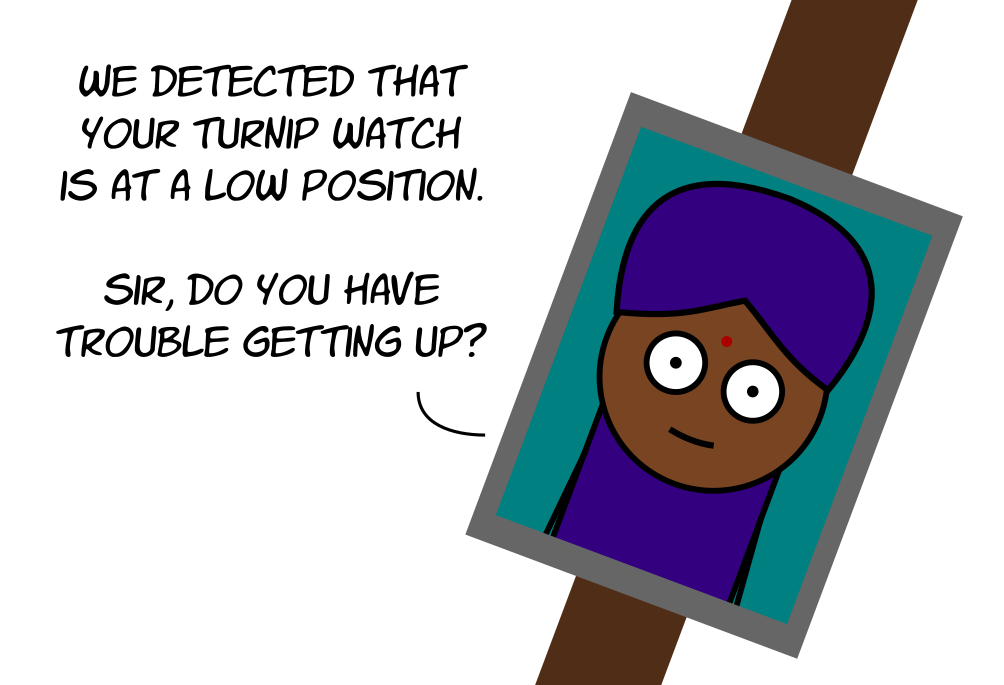 WE DETECTED THAT
YOUR TURNIP WATCH
IS AT A LOW POSITION.
SIR, DO YOU HAVE
TROUBLE GETTING UP?